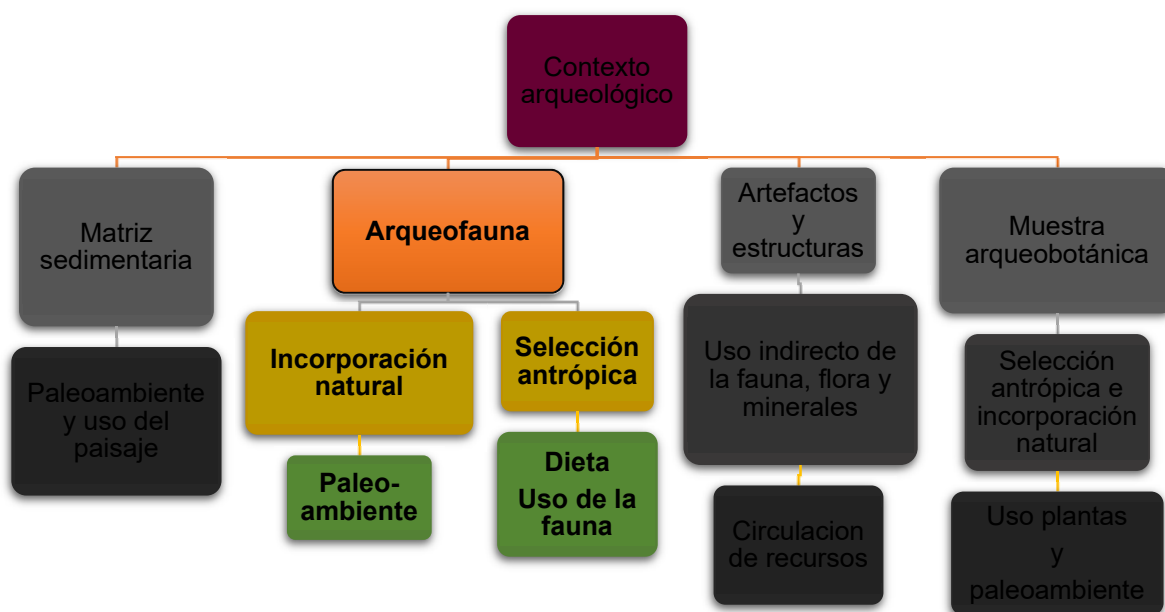 Contexto
arqueológico
Matriz
sedimentaria
Arqueofauna
Artefactos
y
estructuras
Muestra
arqueobotánica
Paleoambiente
y uso del
paisaje
Incorporación
natural
Selección
antrópica
Uso indirecto de
la fauna, flora y
minerales
Selección
antrópica e
incorporación
natural
Paleo-
ambiente
Dieta
Uso de la
fauna
Circulacion
de recursos
Uso plantas
y
paleoambiente